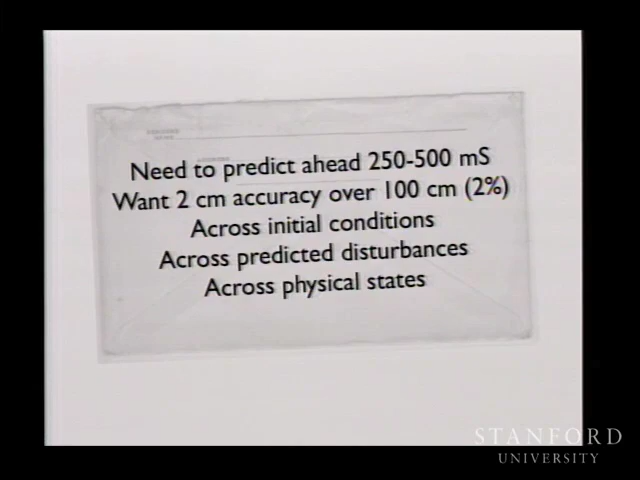 Need to predict ahead 250-500 mS
Want 2 cm accuracy over 100 cm (2%)
Across initial conditions
Across predicted disturbances
Across physical states
STANFORD
UNIVERSITY